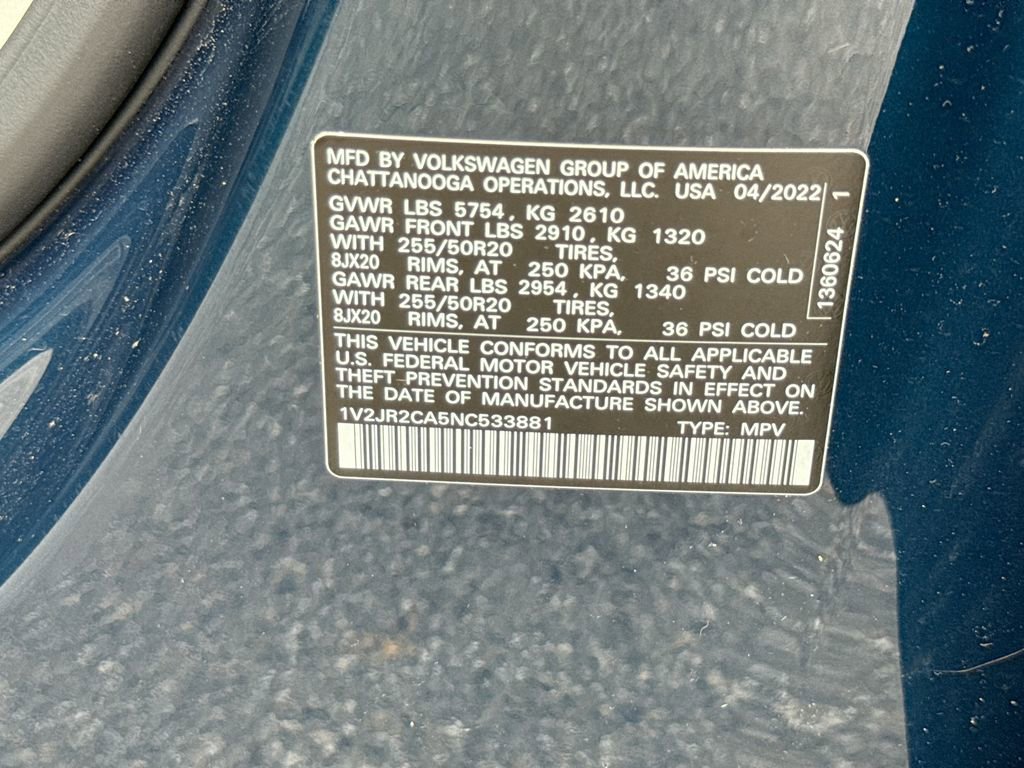 MFD BY VOLKSWAGEN GROUP OF AMERICA
CHATTANOOGA OPERATIONS, LLC. USA 04/2022
GVWR LBS 5754, KG 2610
GAWR FRONT LBS 2910, KG 1320
WITH 255/50R20 TIRES,
8JX20 RIMS, AT 250 KPA, 36 PSI COLD
GAWR REAR LBS 2954, KG 1340
WITH 255/50R20 TIRES,
8JX20 RIMS, AT 250 KPA, 36 PSI COLD
1360624 1
THIS VEHICLE CONFORMS TO ALL APPLICABLE
U.S. FEDERAL MOTOR VEHICLE SAFETY AND
THEFT PREVENTION STANDARDS IN EFFECT ON
THE DATE OF MANUFACTURE SHOWN ABOVE.
1V2JR2CA5NC533881 TYPE: MPV